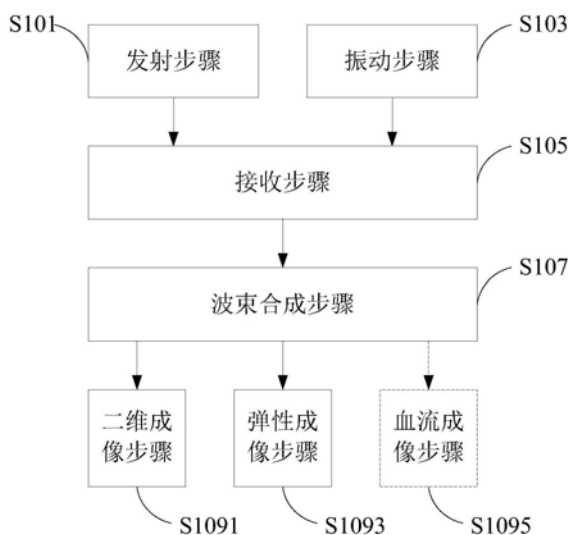 S101
发射步骤
振动步骤
S103
接收步骤
S105
波束合成步骤
S107
二维成
像步骤
弹性成
像步骤
血流成
像步骤
S1091
S1093
S1095